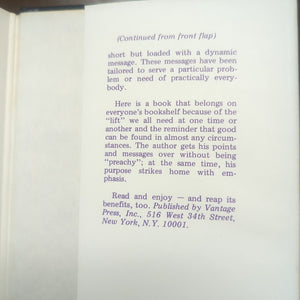 (Continued from front flap)
short but loaded with a dynamic
message. These messages have been
tailored to serve a particular prob-
lem or need of practically every-
body.
Here is a book that belongs on
everyone's bookshelf because of the
"lift" we all need at one time or
another and the reminder that good
can be found in almost any circum-
stances. The author gets his points
and messages over without being
"preachy"; at the same time, his
purpose strikes home with em-
phasis.
Read and enjoy — and reap its
benefits, too. Published by Vantage
Press, Inc., 516 West 34th Street,
New York, N.Y. 10001.